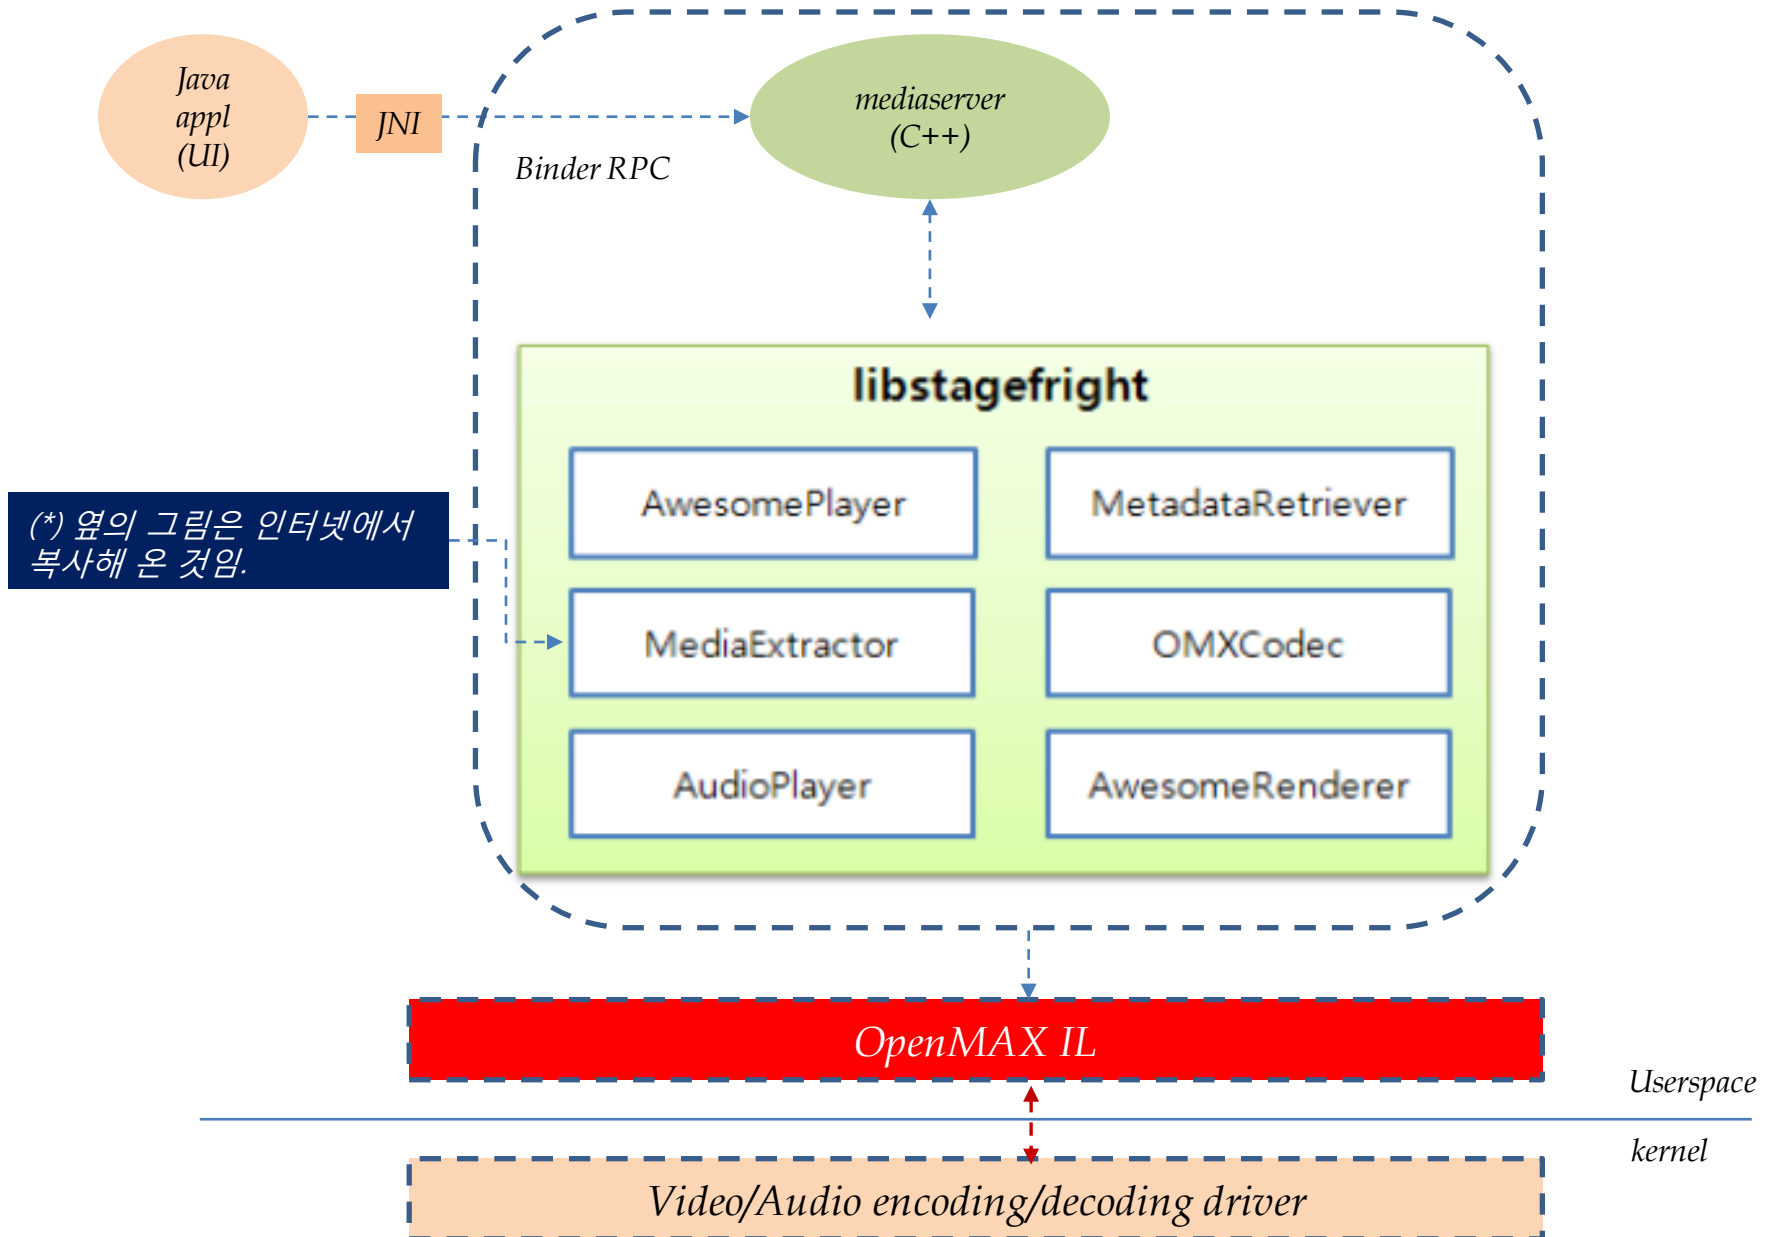 Java
appl
(UI)
JNI
mediaserver
(C++)
Binder RPC
libstagefright
AwesomePlayer
MetadataRetriever
(*) 옆의 그림은 인터넷에서
복사해 온 것임.
MediaExtractor
OMXCodec
AudioPlayer
AwesomeRenderer
OpenMAX IL
Userspace
kernel
Video/Audio encoding/decoding driver